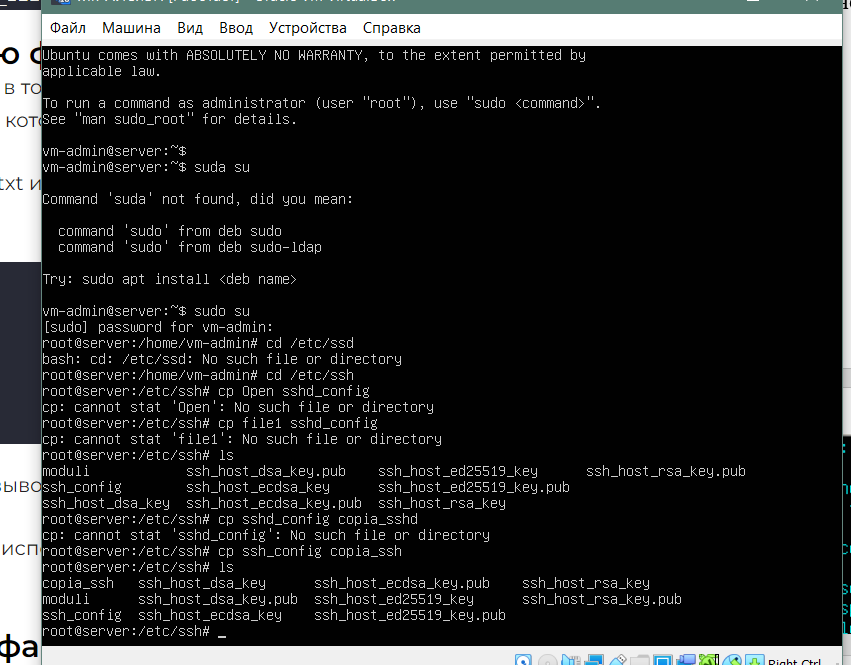 Файл Машина Вид Ввод Устройства Справка
Ubuntu comes with ABSOLUTELY NO WARRANTY, to the extent permitted by
applicable law.
To run a command as administrator (user "root"), use "sudo <command>".
See "man sudo_root" for details.
vm-admin@server:~$
vm-admin@server:~$ suda su
Command 'suda' not found, did you mean:
command 'sudo' from deb sudo
command 'sudo' from deb sudo-ldap
Try: sudo apt install <deb name>
vm-admin@server:~$ sudo su
[sudo] password for vm-admin:
root@server:/home/vm-admin# cd /etc/ssd
bash: cd: /etc/ssd: No such file or directory
root@server:/home/vm-admin# cd /etc/ssh
root@server:/etc/ssh# cp Open sshd_config
cp: cannot stat 'Open': No such file or directory
root@server:/etc/ssh# cp file1 sshd_config
cp: cannot stat 'file1': No such file or directory
root@server:/etc/ssh# ls
moduli ssh_host_dsa_key.pub ssh_host_ed25519_key ssh_host_rsa_key.pub
ssh_config ssh_host_ecdsa_key ssh_host_ed25519_key.pub
ssh_host_dsa_key ssh_host_ecdsa_key.pub ssh_host_rsa_key
root@server:/etc/ssh# cp sshd_config copia_sshd
cp: cannot stat 'sshd_config': No such file or directory
root@server:/etc/ssh# cp ssh_config copia_ssh
root@server:/etc/ssh# ls
copia_ssh ssh_host_dsa_key ssh_host_ecdsa_key.pub ssh_host_rsa_key
moduli ssh_host_dsa_key.pub ssh_host_ed25519_key ssh_host_rsa_key.pub
ssh_config ssh_host_ecdsa_key ssh_host_ed25519_key.pub
root@server:/etc/ssh# _
Right Ctrl